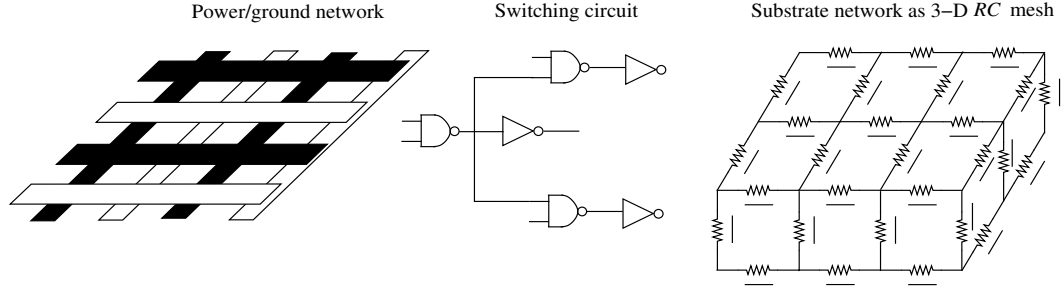 Power/ground network
Switching circuit
Substrate network as 3−D RC mesh